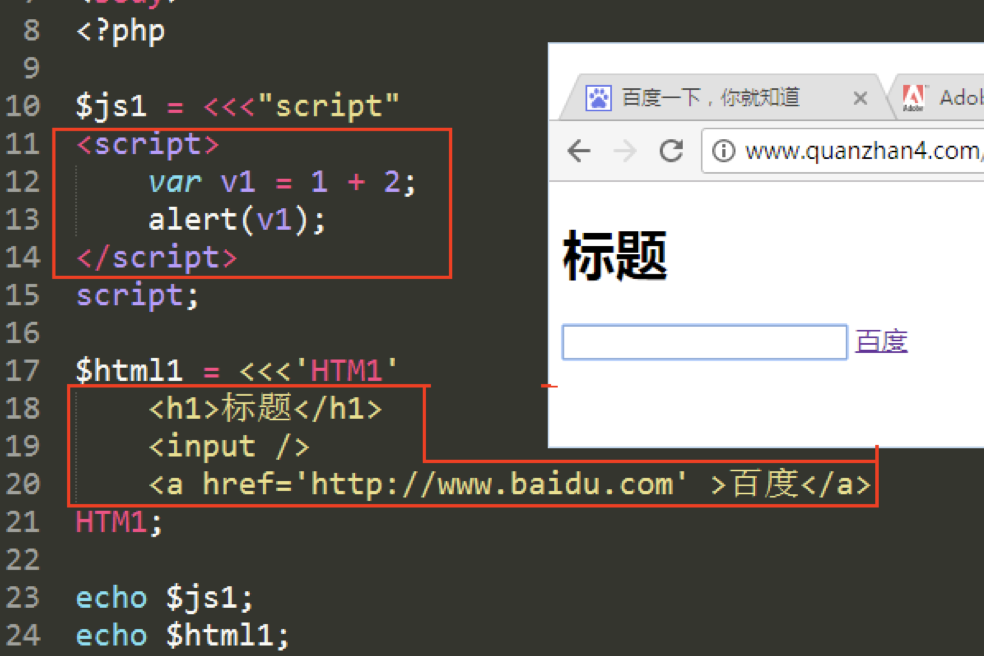 8 <?php
9
10 $js1 = <<<"script"
11 <script>
12 var v1 = 1 + 2;
13 alert(v1);
14 </script>
15 script;
16
17 $html1 = <<<'HTM1'
18 <h1>标题</h1>
19 <input />
20 <a href='http://www.baidu.com' >百度</a>
21 HTM1;
22
23 echo $js1;
24 echo $html1;
百度一下，你就知道
Adobe
www.quanzhan4.com/
标题
百度